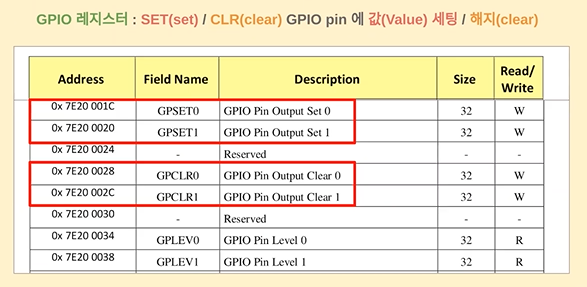 GPIO 레지스터 : SET(set) / CLR(clear) GPIO pin 에 값(Value) 세팅 / 해지(clear)
Address Field Name Description Size Read/Write
0x 7E20 001C GPSET0 GPIO Pin Output Set 0 32 W
0x 7E20 0020 GPSET1 GPIO Pin Output Set 1 32 W
0x 7E20 0024 - Reserved - -
0x 7E20 0028 GPCLR0 GPIO Pin Output Clear 0 32 W
0x 7E20 002C GPCLR1 GPIO Pin Output Clear 1 32 W
0x 7E20 0030 - Reserved - -
0x 7E20 0034 GPLEV0 GPIO Pin Level 0 32 R
0x 7E20 0038 GPLEV1 GPIO Pin Level 1 32 R